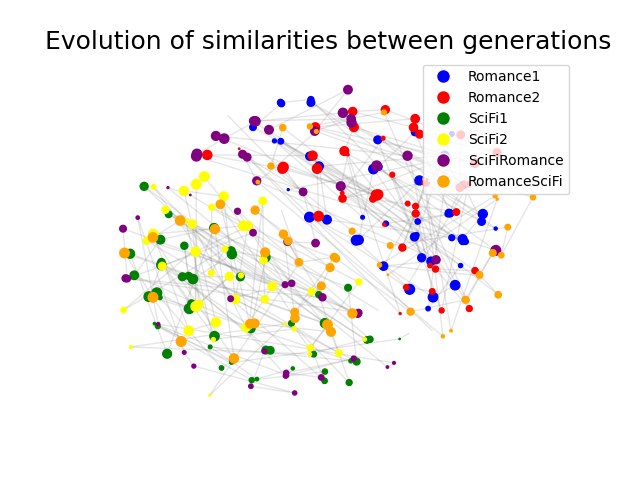 Evolution of similarities between generations
Romance1
Romance2
SciFi1
SciFi2
SciFiRomance
RomanceSciFi